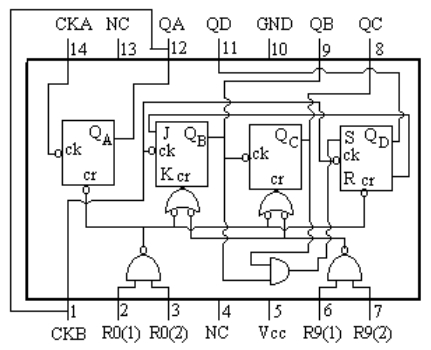 CKA NC QA QD GND QB QC
14 13 12 11 10 9 8
QA ck cr
J QB ck K cr
QC ck cr
S QD ck R cr
1 2 3 4 5 6 7
CKB R0(1) R0(2) NC Vcc R9(1) R9(2)